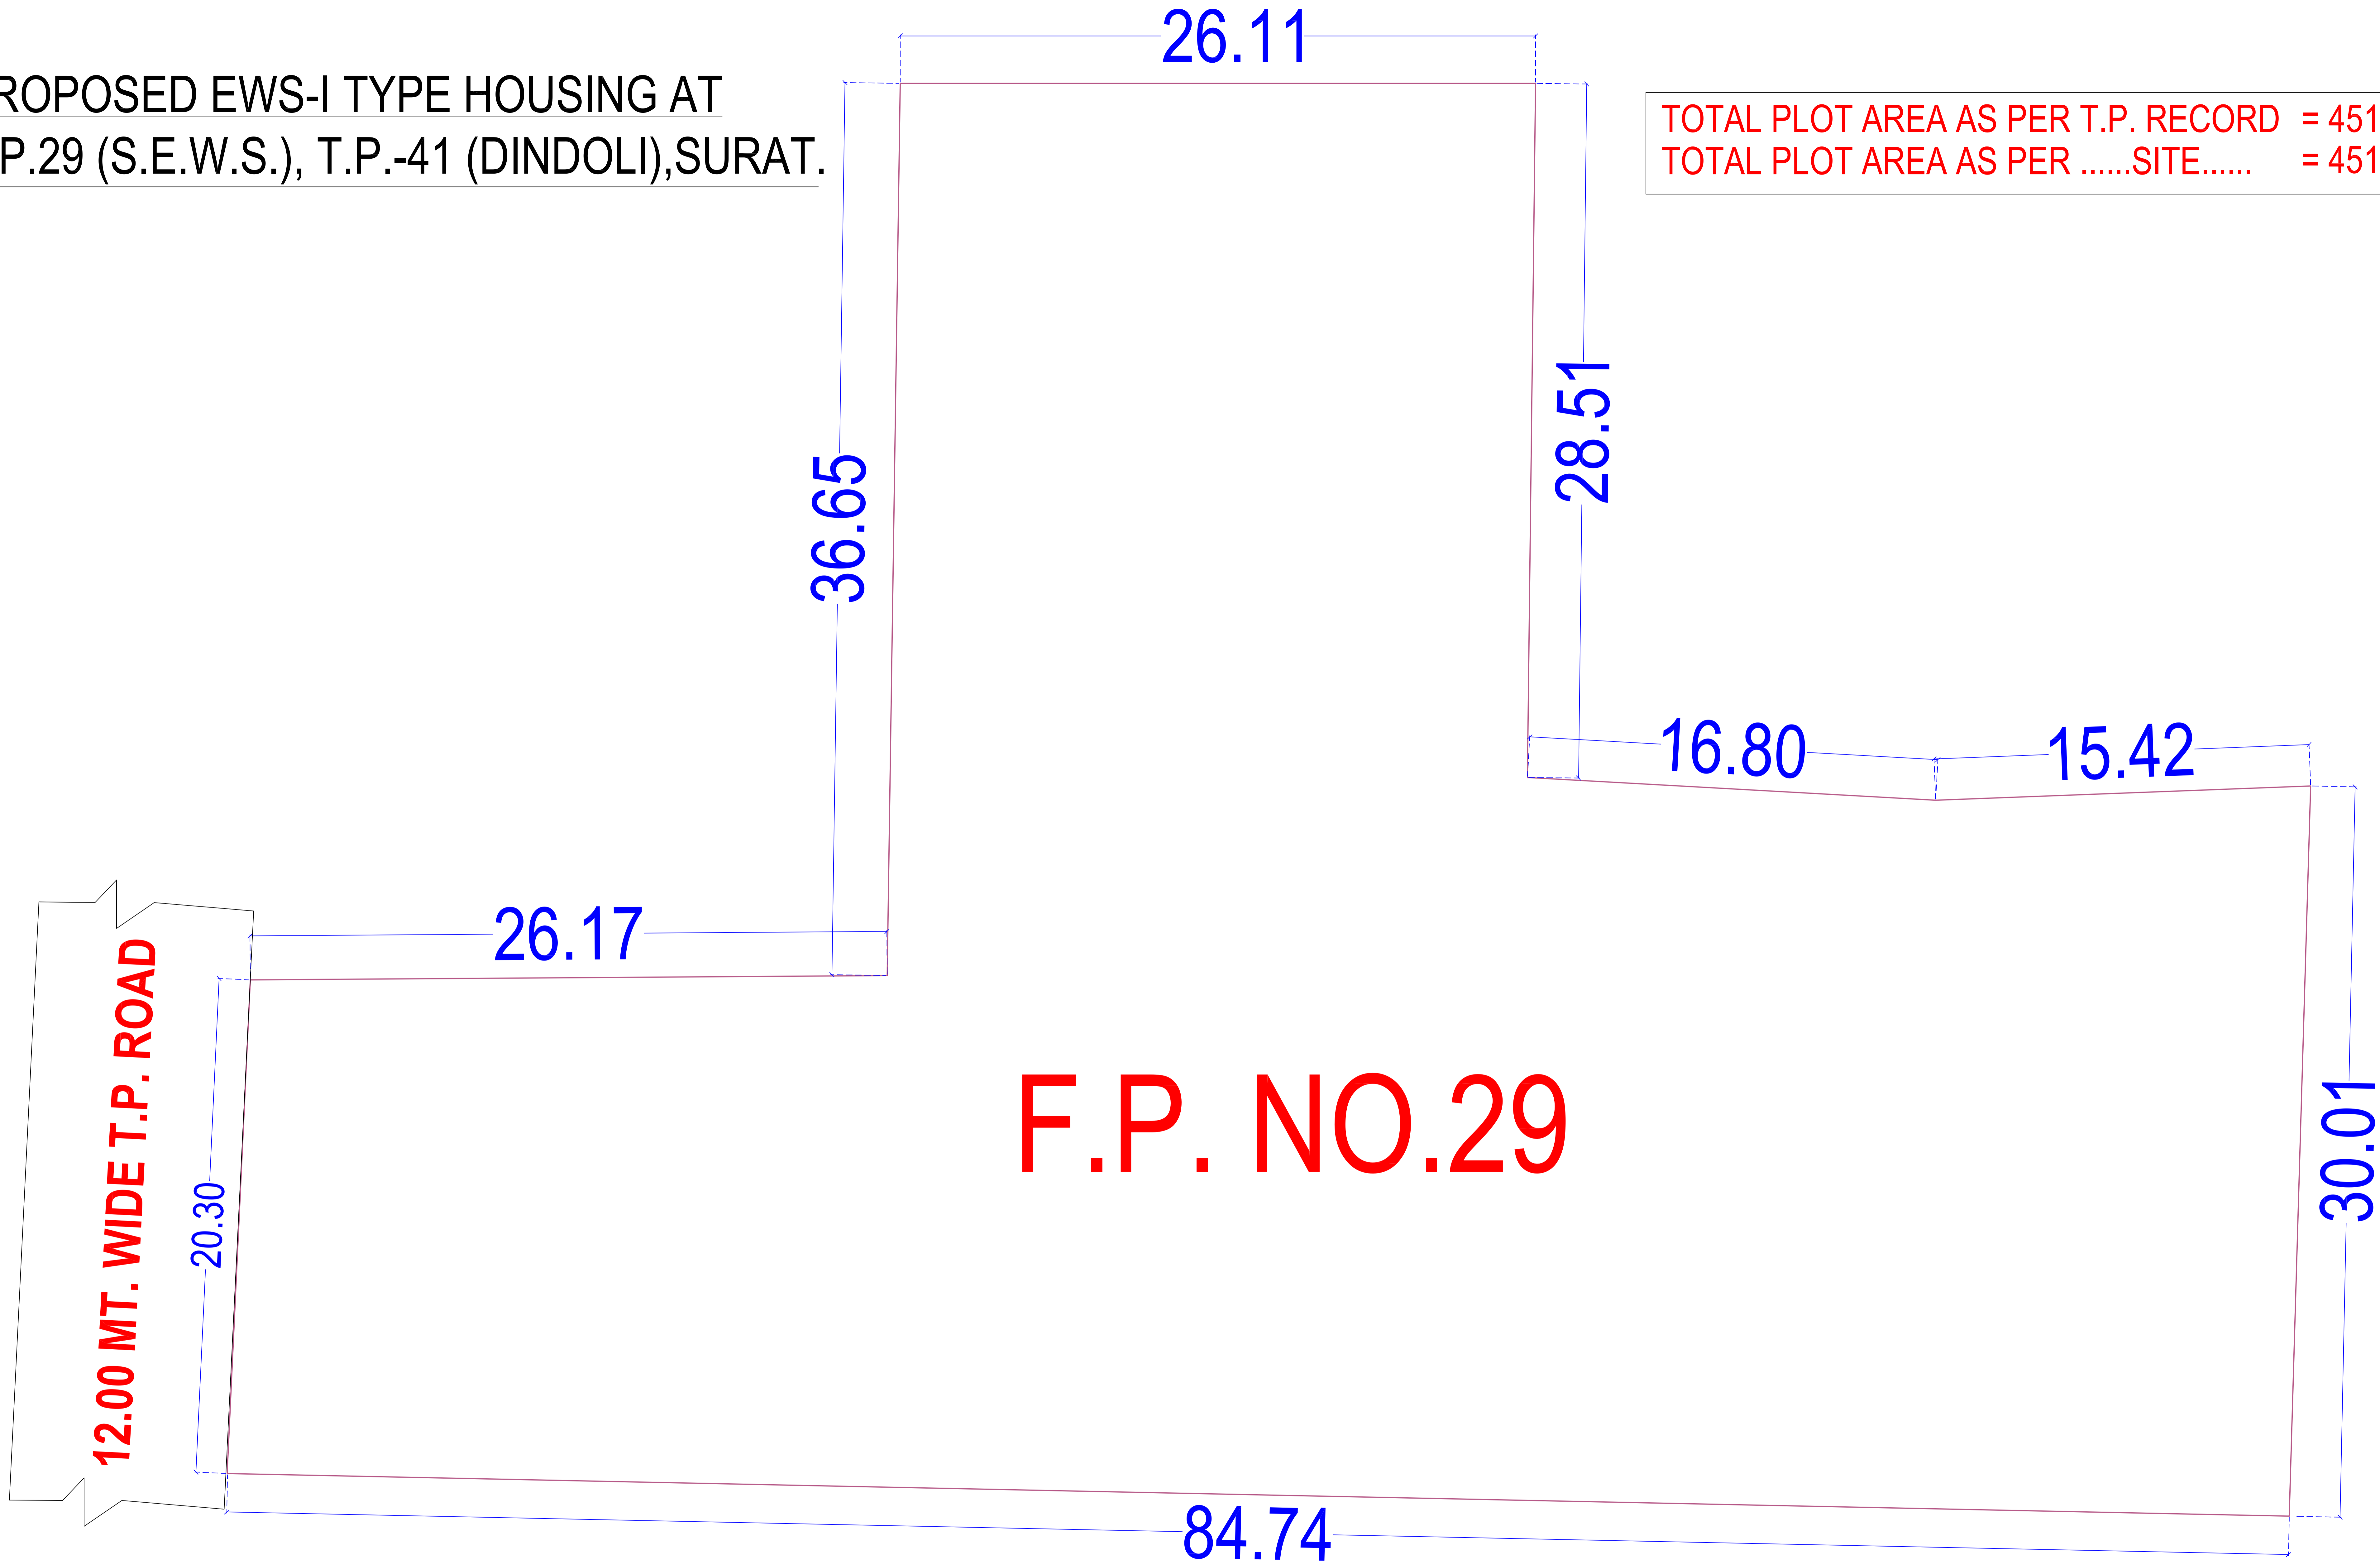 26.11
ROPOSED EWS-I TYPE HOUSING AT
P.29 (S.E.W.S.), T.P.-41 (DINDOLI),SURAT.
TOTAL PLOT AREA AS PER T.P. RECORD = 451
TOTAL PLOT AREA AS PER ......SITE...... = 451
36.65
28.51
16.80
15.42
26.17
12.00 MT. WIDE T.P. ROAD
20.30
F.P. NO.29
30.01
84.74